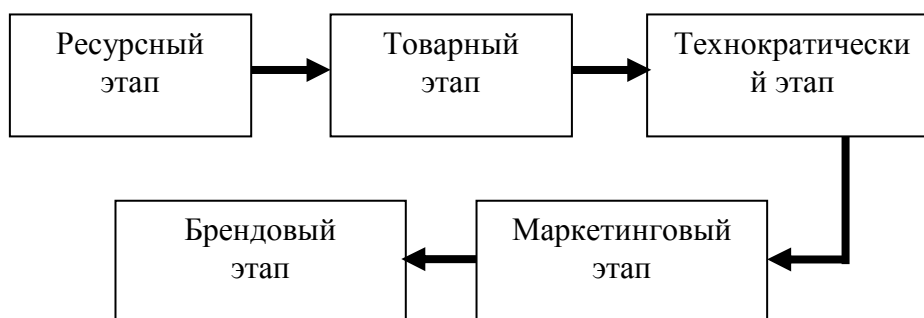 Ресурсный
этап
Товарный
этап
Технократически
й этап
Брендовый
этап
Маркетинговый
этап